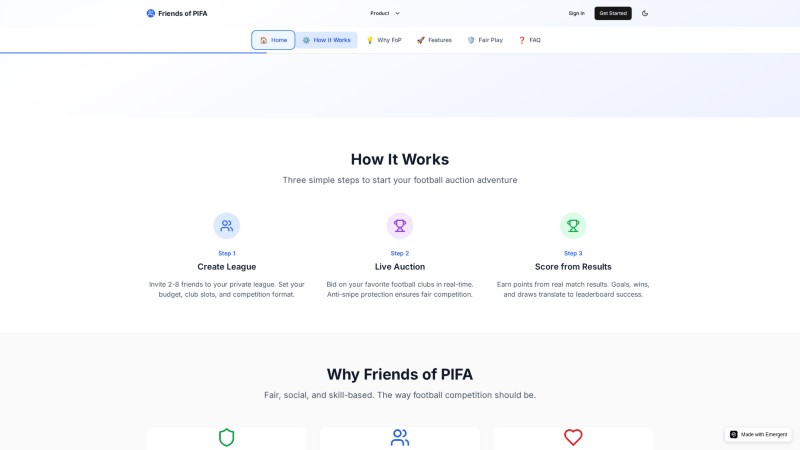 Friends of PIFA
Product
Sign In
Get Started
Home
How It Works
Why FoP
Features
Fair Play
FAQ
How It Works
Three simple steps to start your football auction adventure
Step 1
Create League
Invite 2-8 friends to your private league. Set your
budget, club slots, and competition format.
Step 2
Live Auction
Bid on your favorite football clubs in real-time.
Anti-snipe protection ensures fair competition.
Step 3
Score from Results
Earn points from real match results. Goals, wins,
and draws translate to leaderboard success.
Why Friends of PIFA
Fair, social, and skill-based. The way football competition should be.
Made with Emergent